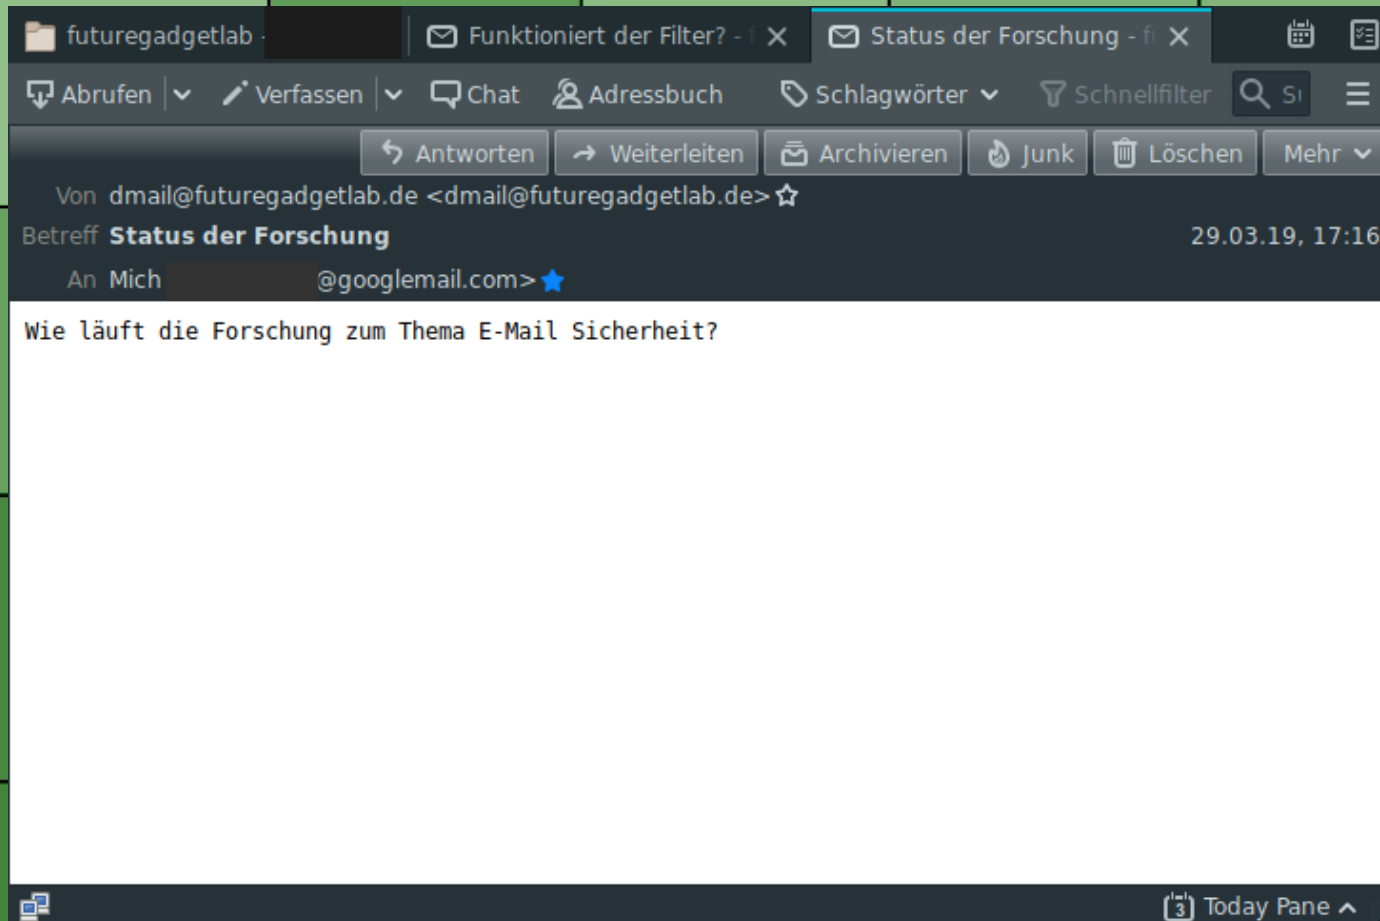 futuregadgetlab - Funktioniert der Filter? - Status der Forschung - f
Abrufen Verfassen Chat Adressbuch Schlagwörter Schnellfilter
Antworten Weiterleiten Archivieren Junk Löschen Mehr
Von dmail@futuregadgetlab.de <dmail@futuregadgetlab.de>
Betreff Status der Forschung 29.03.19, 17:16
An Mich @googlemail.com>
Wie läuft die Forschung zum Thema E-Mail Sicherheit?
3 Today Pane